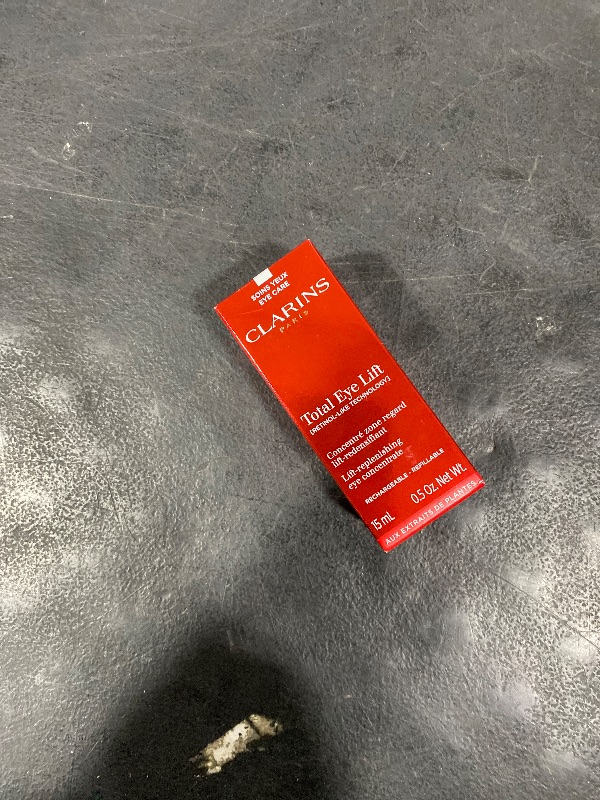 SOINS YEUX
EYE CARE
CLARINS
PARIS
Total Eye Lift
[RETINOL-LIKE TECHNOLOGY]
Concentré zone regard
lift-redensifiant
Lift-replenishing
eye concentrate
RECHARGEABLE - REFILLABLE
15 mL 0.5 Oz. Net Wt.
AUX EXTRAITS DE PLANTES